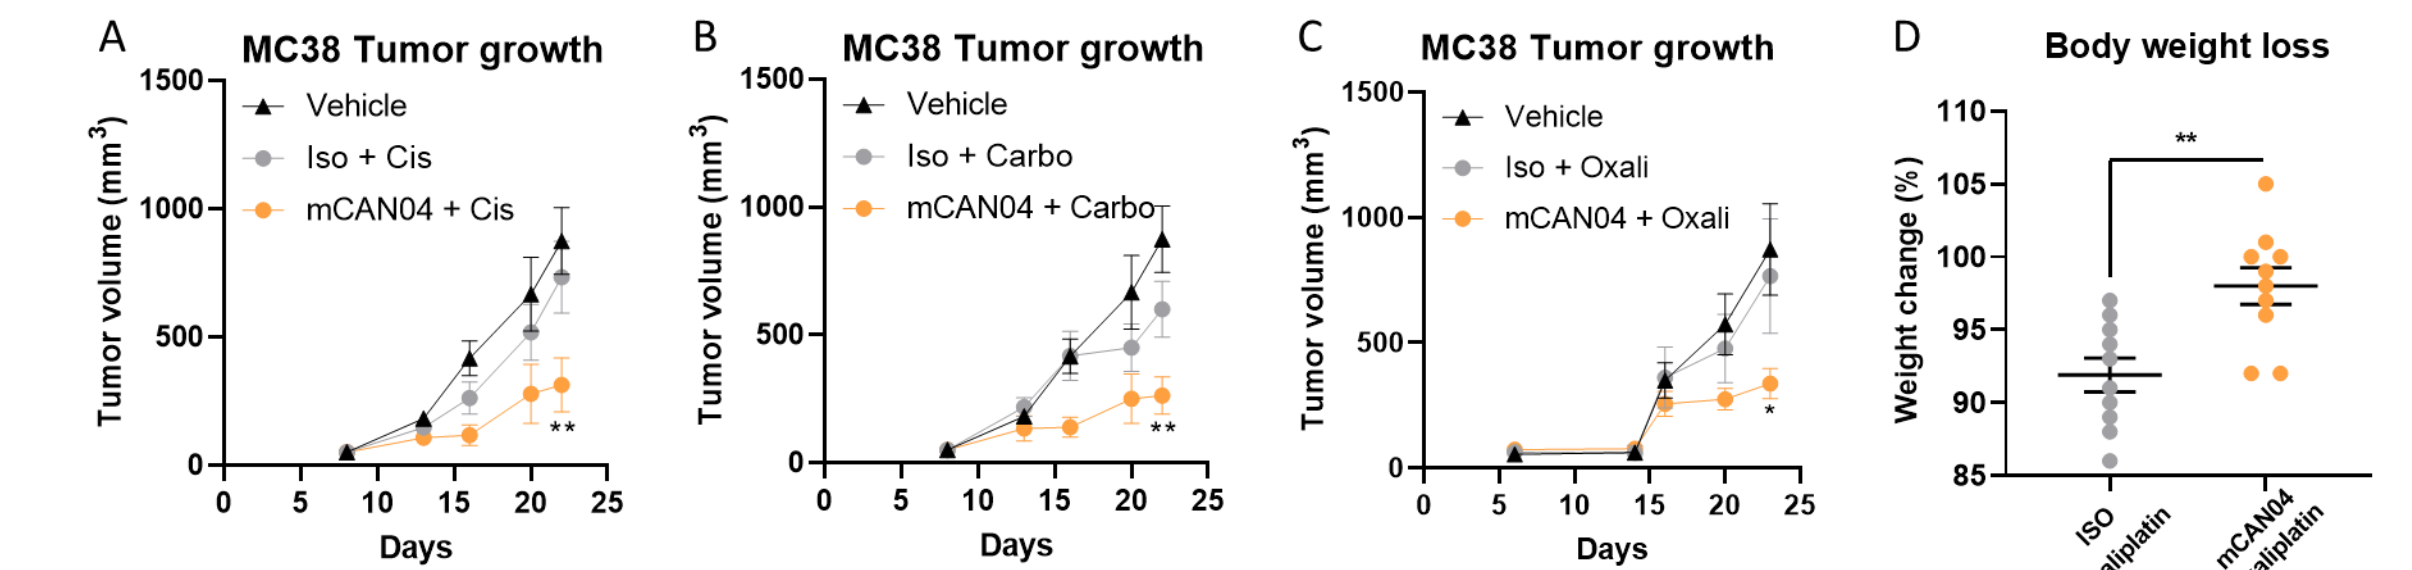 A
MC38 Tumor growth
1500
1000
500
0
Tumor volume (mm³)
Vehicle
Iso + Cis
mCAN04 + Cis
**
0 5 10 15 20 25
Days
B
MC38 Tumor growth
1500
1000
500
0
Tumor volume (mm³)
Vehicle
Iso + Carbo
mCAN04 + Carbo
**
0 5 10 15 20 25
Days
C
MC38 Tumor growth
1500
1000
500
0
Tumor volume (mm³)
Vehicle
Iso + Oxali
mCAN04 + Oxali
*
0 5 10 15 20 25
Days
D
Body weight loss
110
105
100
95
90
85
Weight change (%)
**
ISO
aliplatin
mCAN04
aliplatin